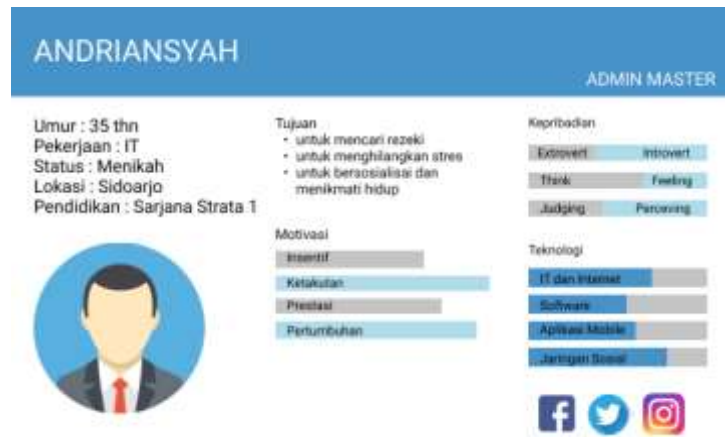 ANDRIANSYAH
ADMIN MASTER
Umur : 35 thn
Pekerjaan : IT
Status : Menikah
Lokasi : Sidoarjo
Pendidikan : Sarjana Strata 1
Tujuan
• untuk mencari rezeki
• untuk menghilangkan stres
• untuk bersosialisai dan
menikmati hidup
Motivasi
Insentif
Ketakutan
Prestasi
Pertumbuhan
Kepribadian
Extrovert Introvert
Think Feeling
Judging Perceving
Teknologi
IT dan Internet
Software
Aplikasi Mobile
Jaringan Sosial